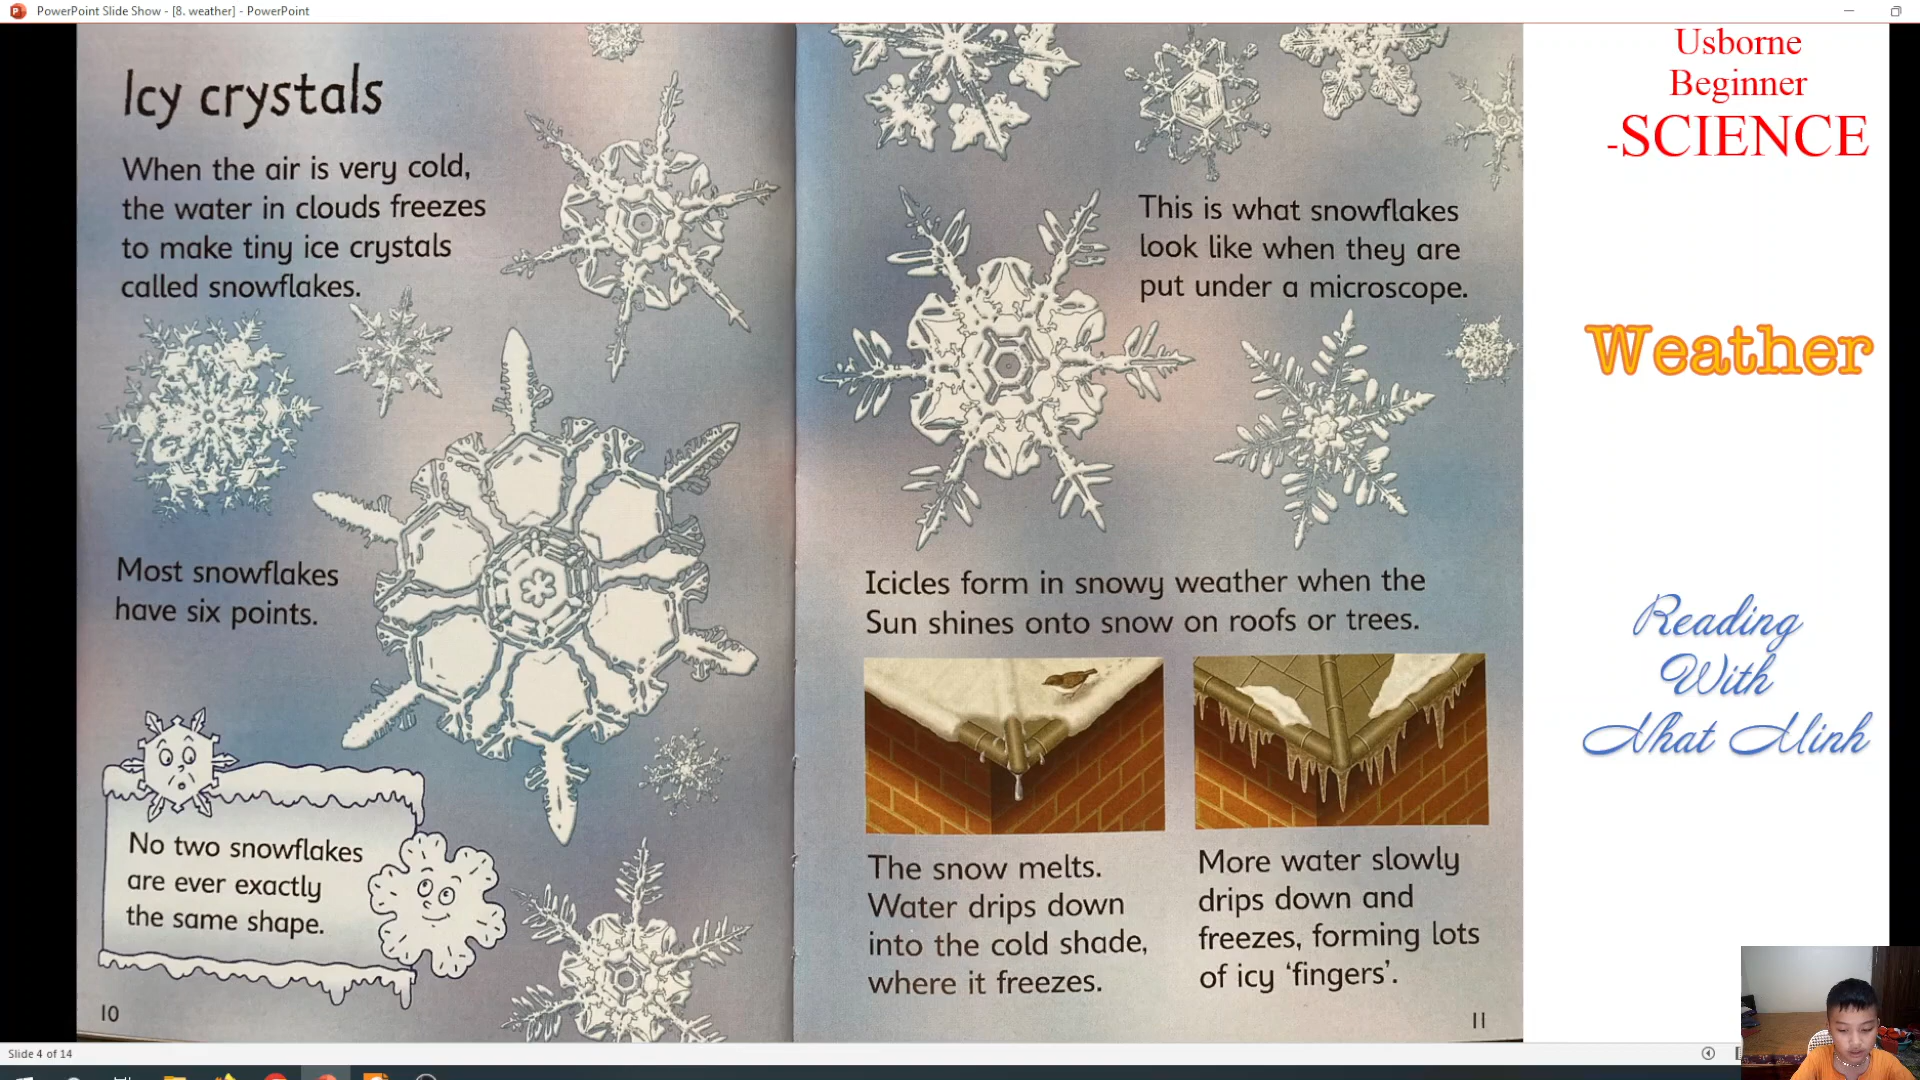 PowerPoint Slide Show - [8. weather] - PowerPoint
Icy crystals
When the air is very cold,
the water in clouds freezes
to make tiny ice crystals
called snowflakes.
Most snowflakes
have six points.
No two snowflakes
are ever exactly
the same shape.
10
This is what snowflakes
look like when they are
put under a microscope.
Icicles form in snowy weather when the
Sun shines onto snow on roofs or trees.
The snow melts.
Water drips down
into the cold shade,
where it freezes.
More water slowly
drips down and
freezes, forming lots
of icy ‘fingers’.
11
Usborne
Beginner
-SCIENCE
Weather
Reading
With
Nhat Minh
Slide 4 of 14